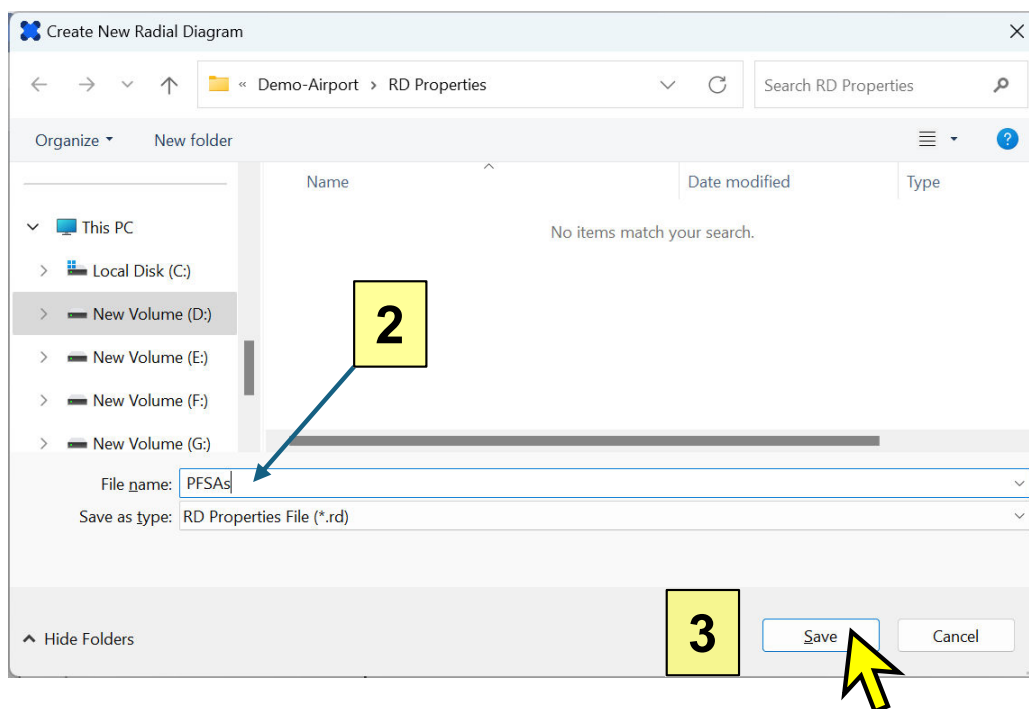 Create New Radial Diagram
« Demo-Airport › RD Properties
Search RD Properties
Organize
New folder
?
Name
Date modified
Type
This PC
No items match your search.
Local Disk (C:)
New Volume (D:)
2
New Volume (E:)
New Volume (F:)
New Volume (G:)
File name: PFSAs
Save as type: RD Properties File (*.rd)
3
Hide Folders
Save
Cancel